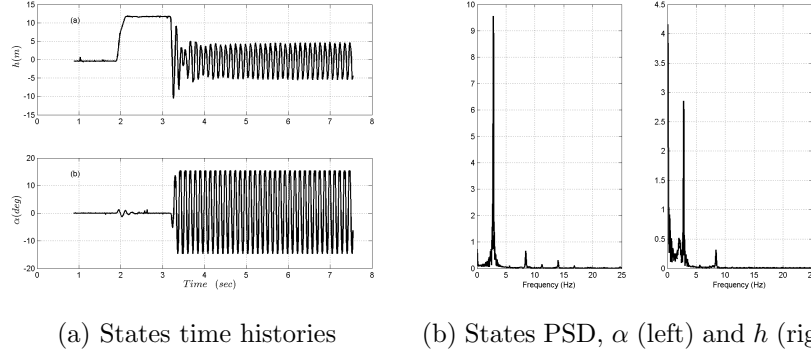 15
10
5
0
-5
-10
-15
h(m)
(a)
0 1 2 3 4 5 6 7 8
20
10
0
-10
-20
α(deg)
(b)
0 1 2 3 4 5 6 7 8
Time (sec)
(a) States time histories
10
9
8
7
6
5
4
3
2
1
0
0 5 10 15 20 25
Frequency (Hz)
4.5
4
3.5
3
2.5
2
1.5
1
0.5
0
0 5 10 15 20 25
Frequency (Hz)
(b) States PSD, α (left) and h (rig